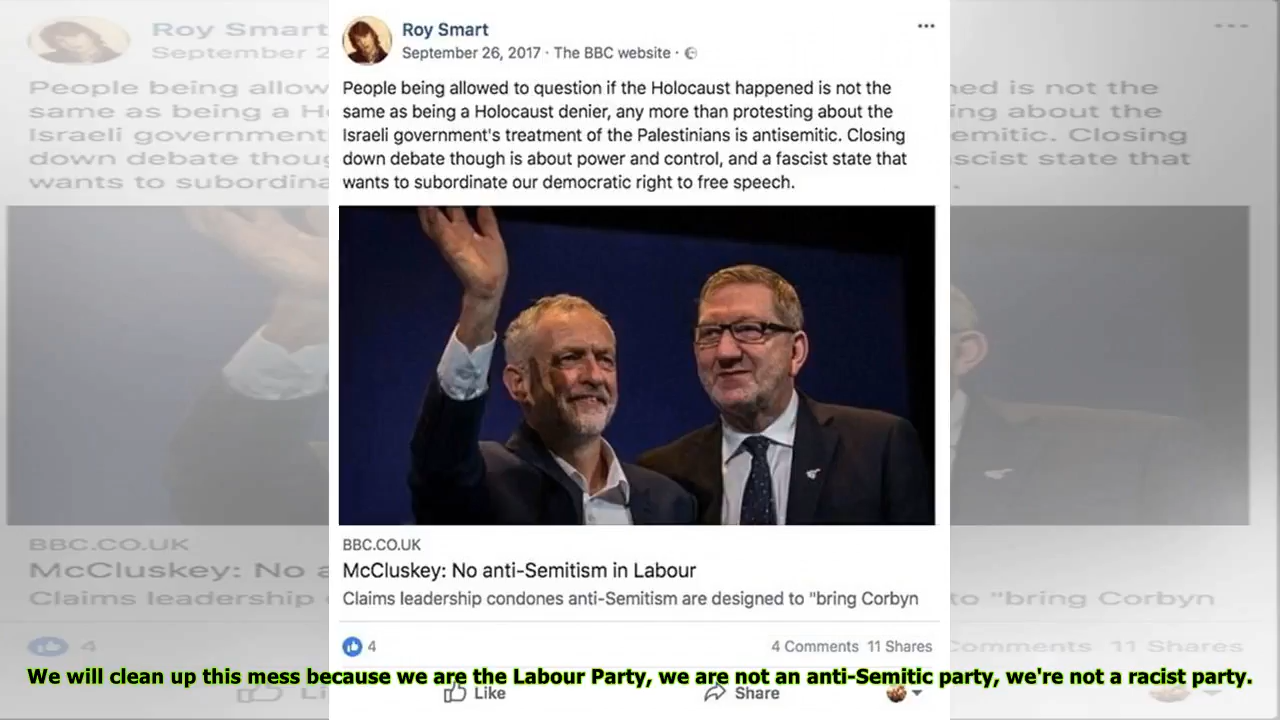 Roy Smart
September 26, 2017 · The BBC website ·
People being allowed to question if the Holocaust happened is not the
same as being a Holocaust denier, any more than protesting about the
Israeli government's treatment of the Palestinians is antisemitic. Closing
down debate though is about power and control, and a fascist state that
wants to subordinate our democratic right to free speech.
BBC.CO.UK
McCluskey: No anti-Semitism in Labour
Claims leadership condones anti-Semitism are designed to "bring Corbyn
4
4 Comments 11 Shares
We will clean up this mess because we are the Labour Party, we are not an anti-Semitic party, we're not a racist party.
Like Share